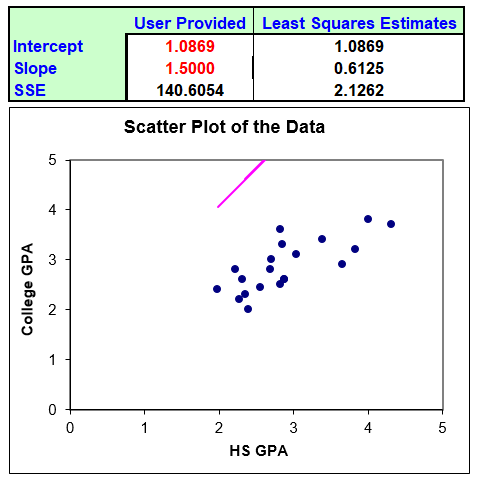 User Provided Least Squares Estimates
Intercept 1.0869 1.0869
Slope 1.5000 0.6125
SSE 140.6054 2.1262
Scatter Plot of the Data
5
4
3
2
1
0
College GPA
0 1 2 3 4 5
HS GPA